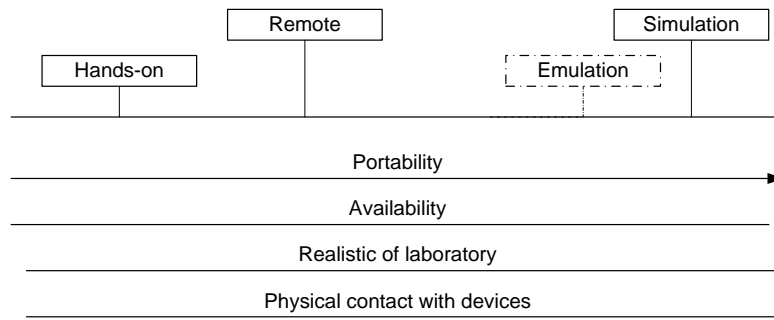 Remote
Simulation
Hands-on
Emulation
Portability
Availability
Realistic of laboratory
Physical contact with devices